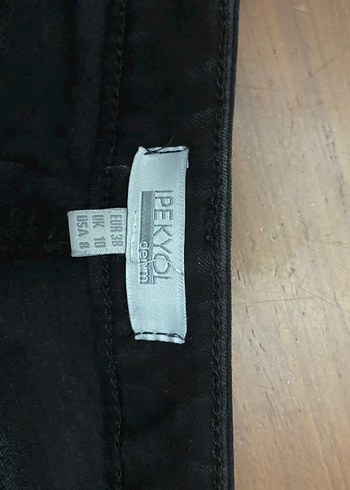 IPEKYOL
denim
EUR 38
UK 10
USA 8